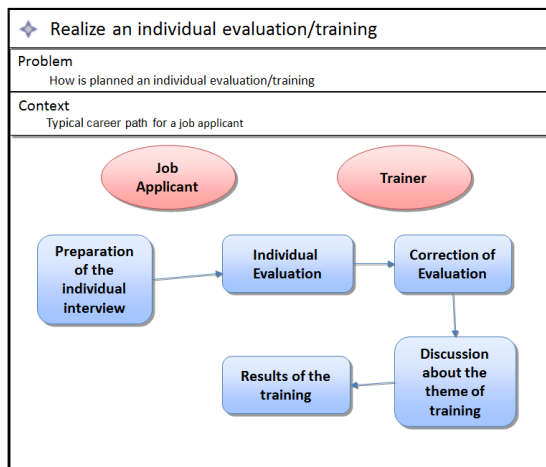 Realize an individual evaluation/training
Problem
How is planned an individual evaluation/training
Context
Typical career path for a job applicant
Job
Applicant
Trainer
Preparation
of the
individual
interview
Individual
Evaluation
Correction of
Evaluation
Results of the
training
Discussion
about the
theme of
training